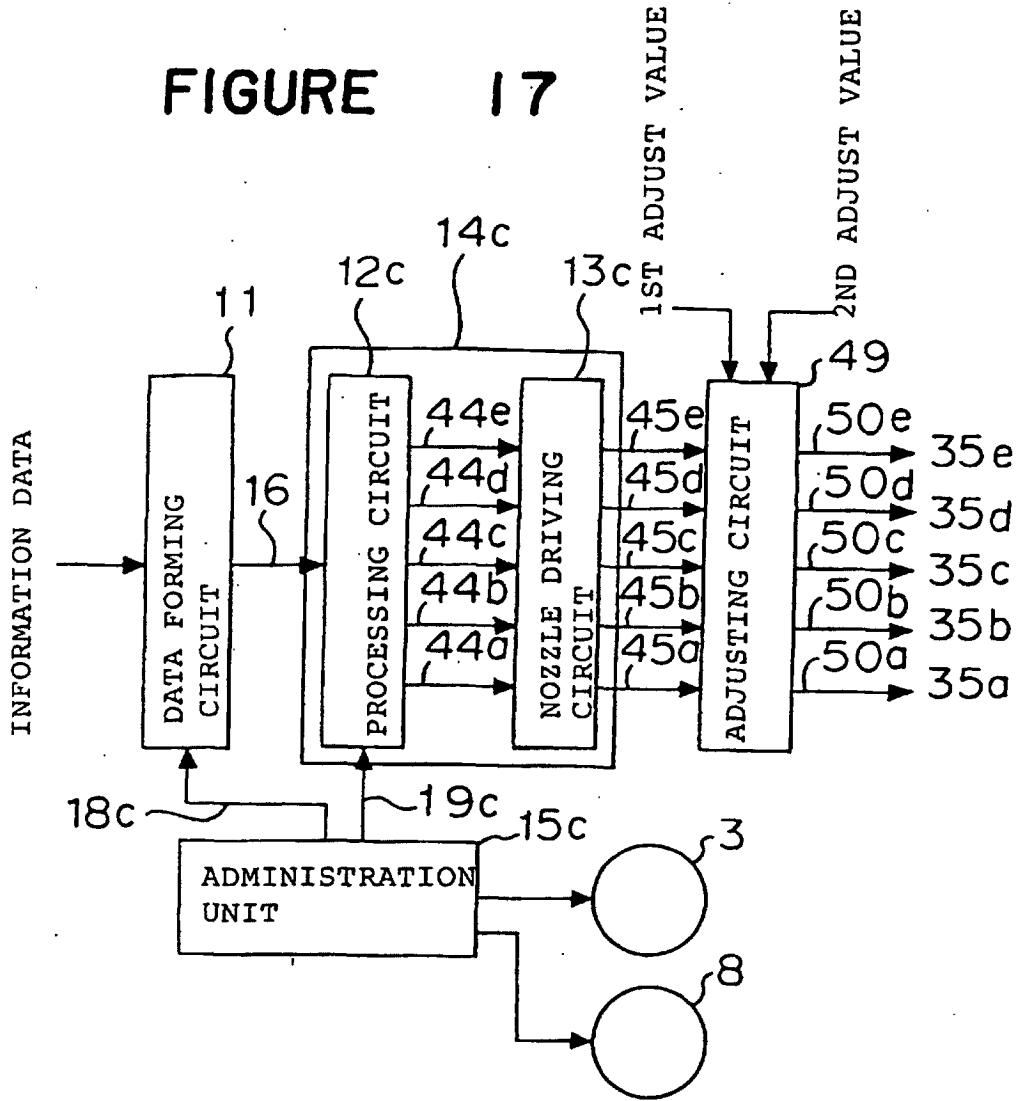 FIGURE 17
1ST ADJUST VALUE
2ND ADJUST VALUE
14c
12c
13c
11
49
INFORMATION DATA
DATA FORMING
CIRCUIT
16
PROCESSING CIRCUIT
44e
44d
44c
44b
44a
NOZZLE DRIVING
CIRCUIT
45e
45d
45c
45b
45a
ADJUSTING CIRCUIT
50e
50d
50c
50b
50a
35e
35d
35c
35b
35a
18c
19c
15c
ADMINISTRATION
UNIT
3
8